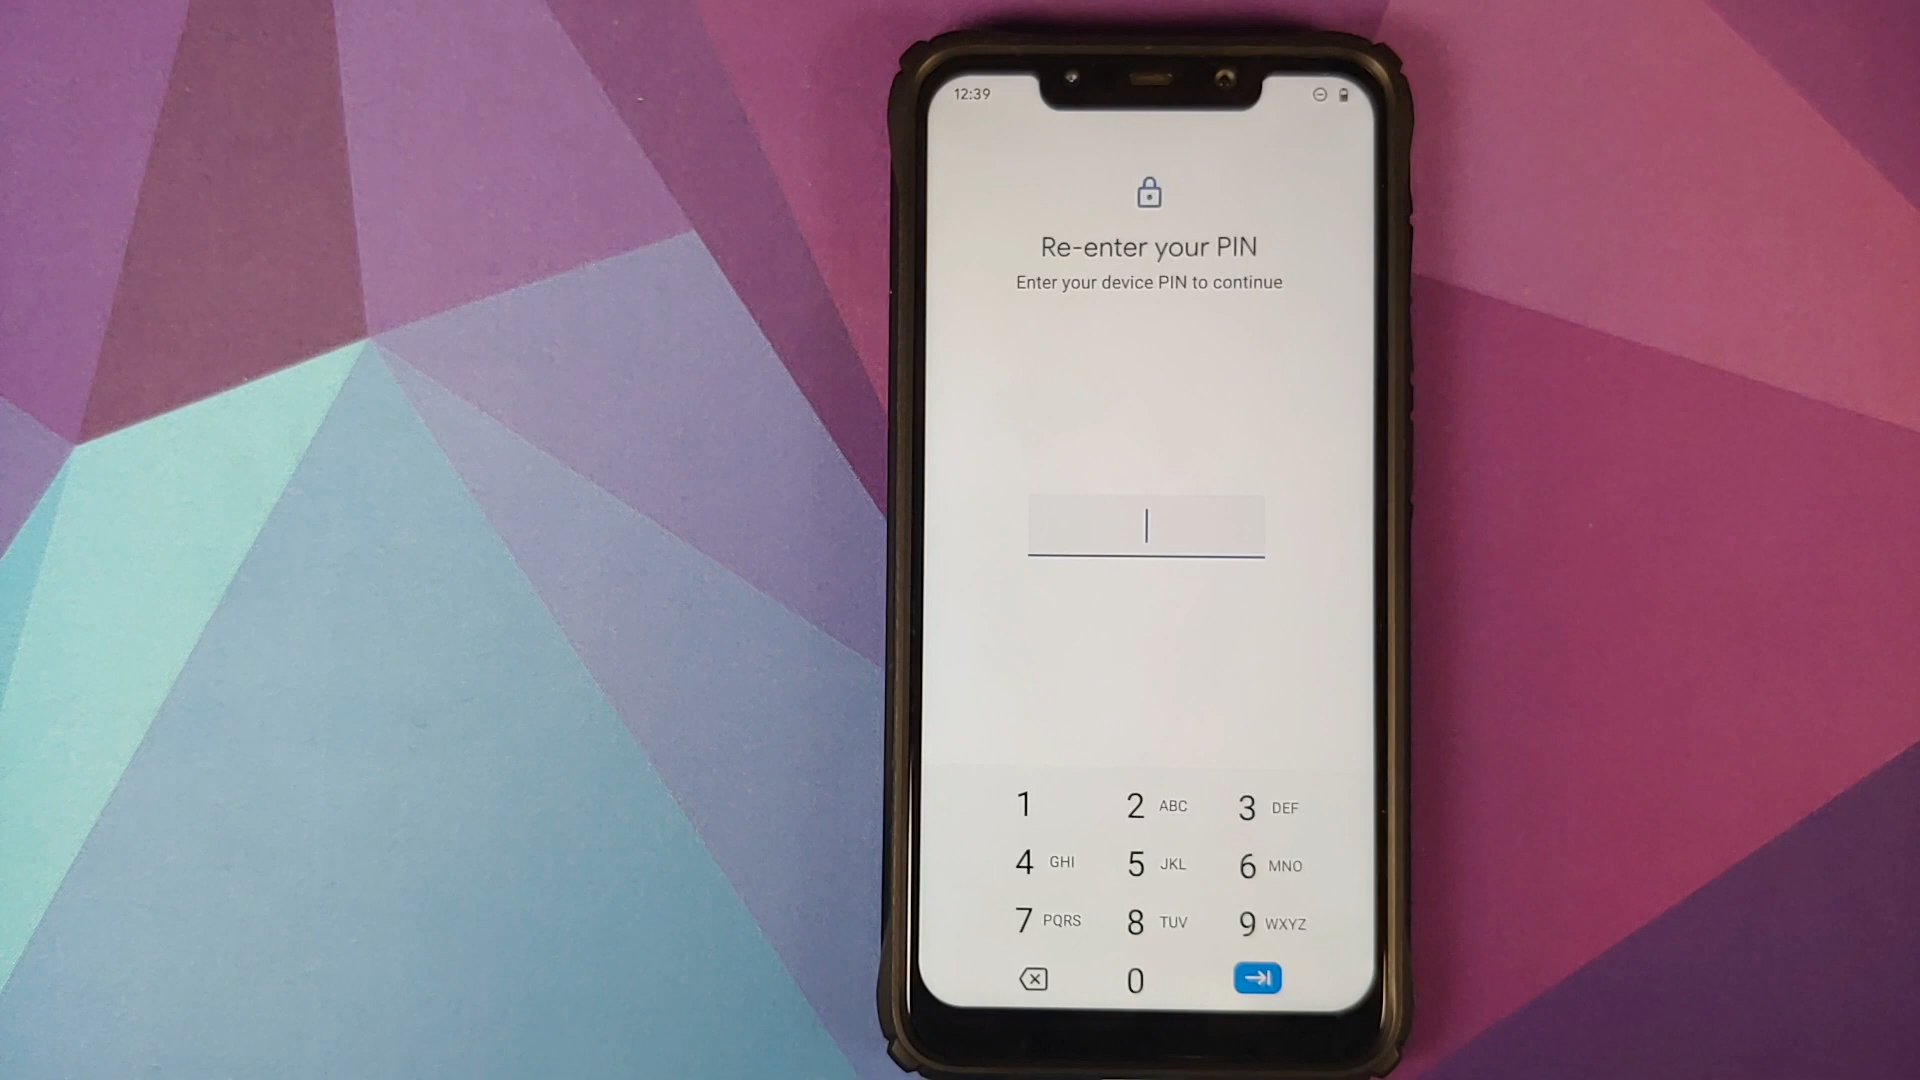 12:39
Re-enter your PIN
Enter your device PIN to continue
1 2 ABC 3 DEF
4 GHI 5 JKL 6 MNO
7 PQRS 8 TUV 9 WXYZ
0